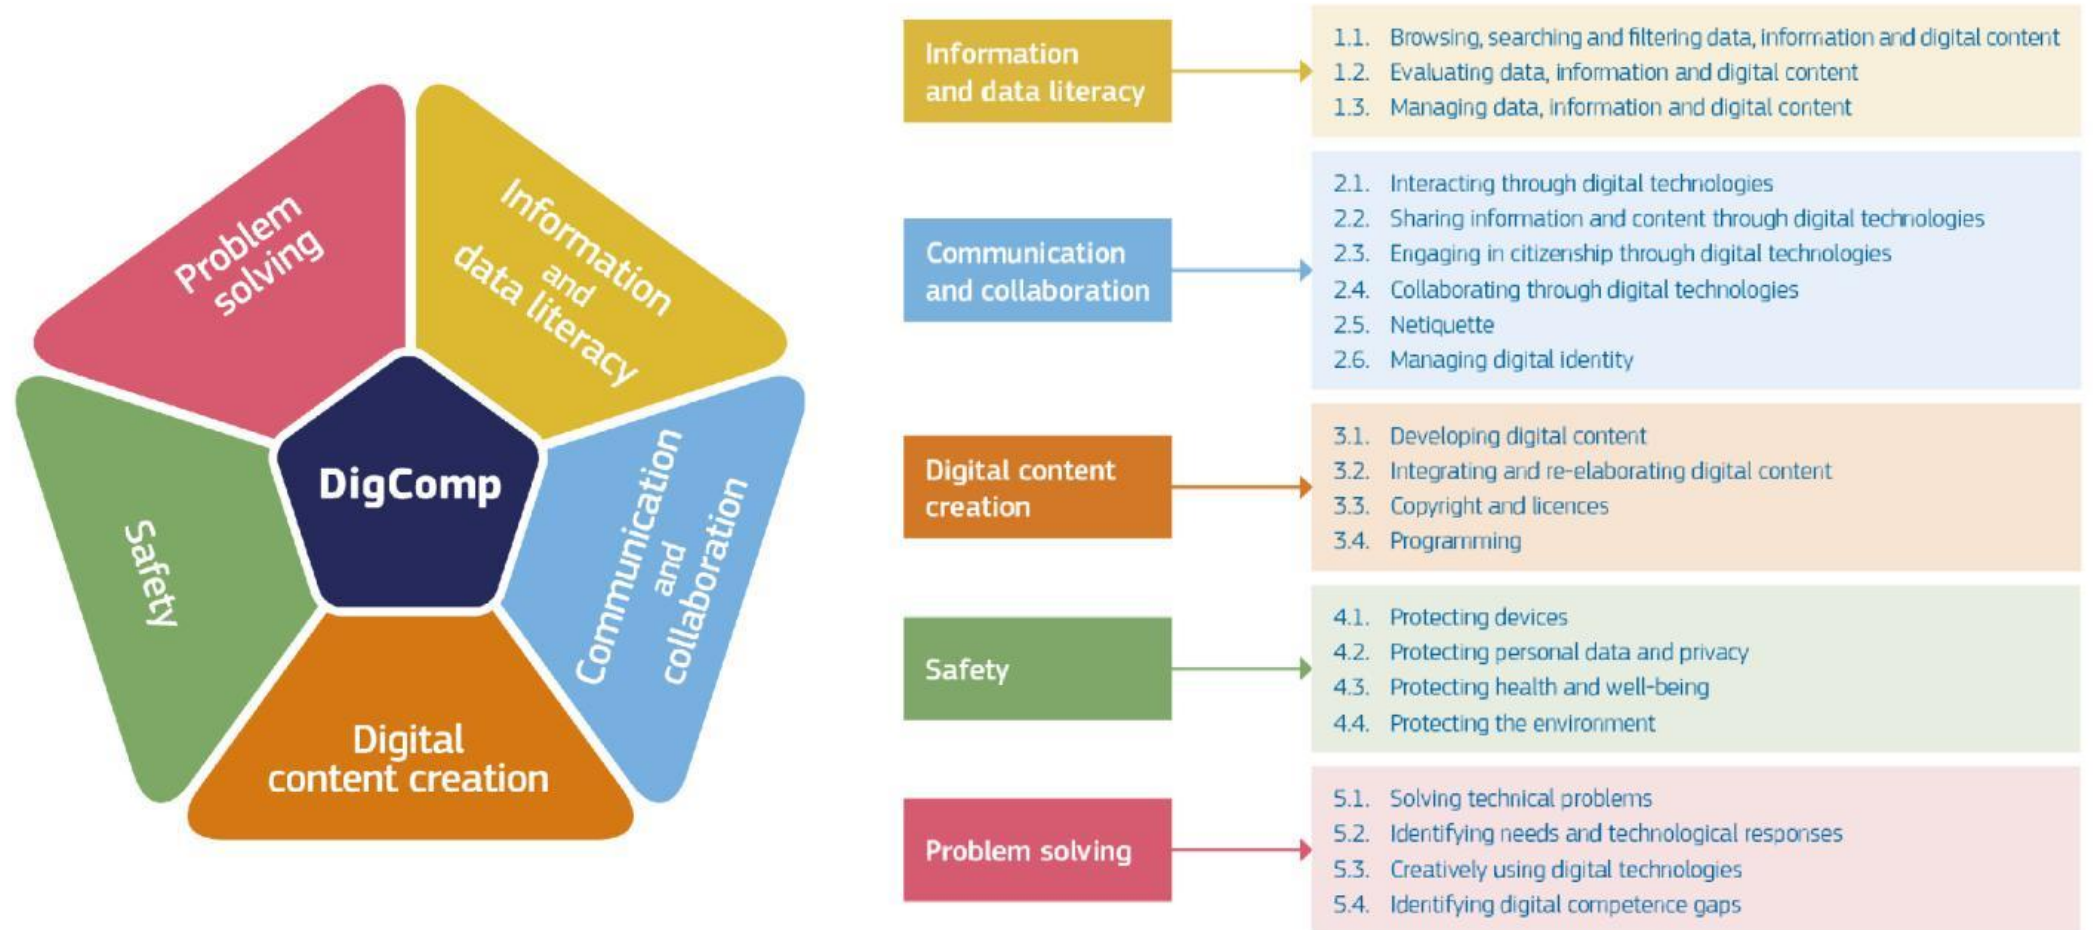 Problem
solving
Information
and
data literacy
DigComp
Safety
Communication
and
collaboration
Digital
content creation
Information
and data literacy
1.1. Browsing, searching and filtering data, information and digital content
1.2. Evaluating data, information and digital content
1.3. Managing data, information and digital content
Communication
and collaboration
2.1. Interacting through digital technologies
2.2. Sharing information and content through digital technologies
2.3. Engaging in citizenship through digital technologies
2.4. Collaborating through digital technologies
2.5. Netiquette
2.6. Managing digital identity
Digital content
creation
3.1. Developing digital content
3.2. Integrating and re-elaborating digital content
3.3. Copyright and licences
3.4. Programming
Safety
4.1. Protecting devices
4.2. Protecting personal data and privacy
4.3. Protecting health and well-being
4.4. Protecting the environment
Problem solving
5.1. Solving technical problems
5.2. Identifying needs and technological responses
5.3. Creatively using digital technologies
5.4. Identifying digital competence gaps